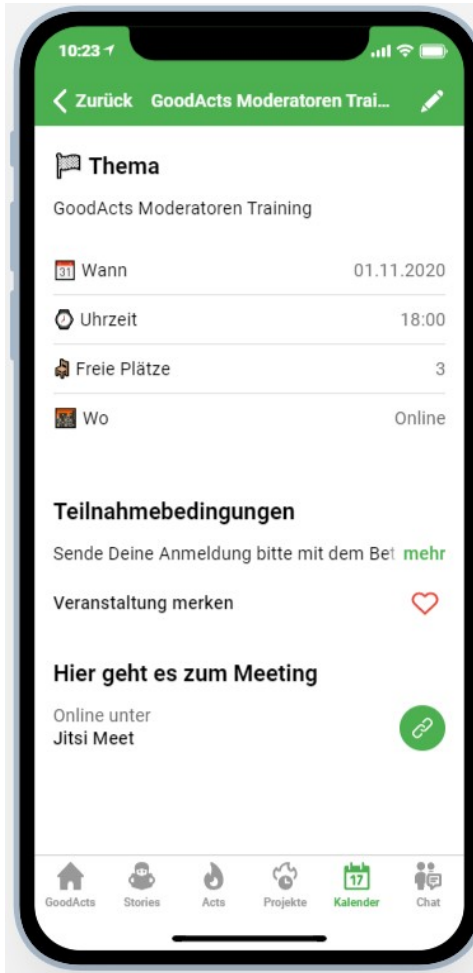 10:23
Zurück GoodActs Moderatoren Trai...
Thema
GoodActs Moderatoren Training
31 Wann 01.11.2020
Uhrzeit 18:00
Freie Plätze 3
Wo Online
Teilnahmebedingungen
Sende Deine Anmeldung bitte mit dem Bet mehr
Veranstaltung merken
Hier geht es zum Meeting
Online unter
Jitsi Meet
17
GoodActs Stories Acts Projekte Kalender Chat